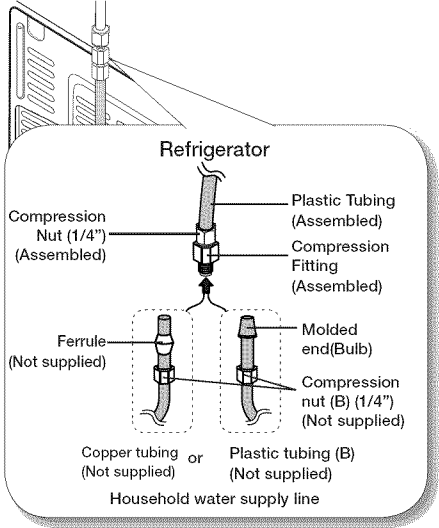 Refrigerator
Plastic Tubing
(Assembled)
Compression
Nut (1/4")
(Assembled)
Compression
Fitting
(Assembled)
Ferrule
(Not supplied)
Molded
end(Bulb)
Compression
nut (B) (1/4")
(Not supplied)
Copper tubing
(Not supplied)
or
Plastic tubing (B)
(Not supplied)
Household water supply line